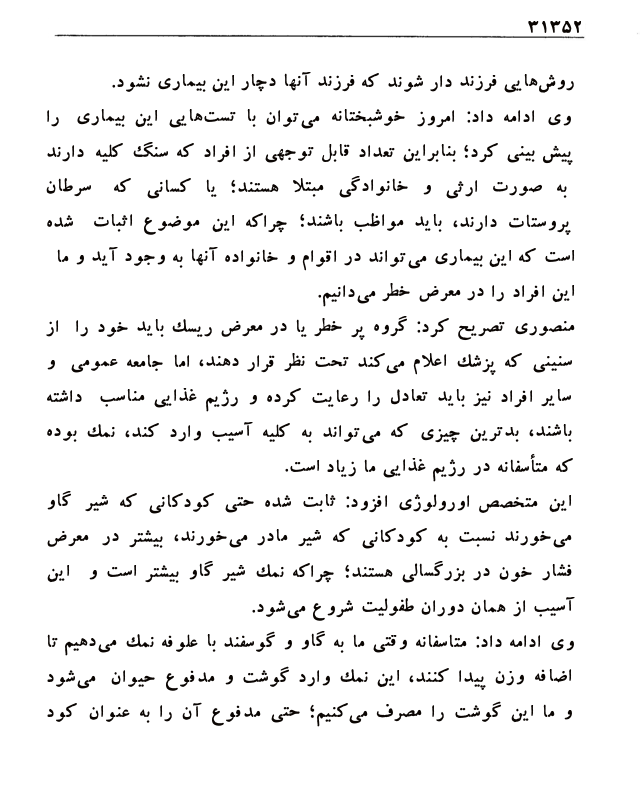 ۳۱۳۵۲
روش‌هایی فرزند دار شوند که فرزند آنها دچار این بیماری نشود.
وی ادامه داد: امروز خوشبختانه می‌توان با تست‌هایی این بیماری را
پیش بینی کرد؛ بنابراین تعداد قابل توجهی از افراد که سنگ کلیه دارند
به صورت ارثی و خانوادگی مبتلا هستند؛ یا کسانی که سرطان
پروستات دارند، باید مواظب باشند؛ چراکه این موضوع اثبات شده
است که این بیماری می‌تواند در اقوام و خانواده آنها به وجود آید و ما
این افراد را در معرض خطر می‌دانیم.
منصوری تصریح کرد: گروه پر خطر یا در معرض ریسك باید خود را از
سنینی که پزشك اعلام می‌کند تحت نظر قرار دهند، اما جامعه عمومی و
سایر افراد نیز باید تعادل را رعایت کرده و رژیم غذایی مناسب داشته
باشند، بدترین چیزی که می‌تواند به کلیه آسیب وارد کند، نمك بوده
که متأسفانه در رژیم غذایی ما زیاد است.
این متخصص اورولوژی افزود: ثابت شده حتی کودکانی که شیر گاو
می‌خورند نسبت به کودکانی که شیر مادر می‌خورند، بیشتر در معرض
فشار خون در بزرگسالی هستند؛ چراکه نمك شیر گاو بیشتر است و این
آسیب از همان دوران طفولیت شروع می‌شود.
وی ادامه داد: متاسفانه وقتی ما به گاو و گوسفند با علوفه نمك می‌دهیم تا
اضافه وزن پیدا کنند، این نمك وارد گوشت و مدفوع حیوان می‌شود
و ما این گوشت را مصرف می‌کنیم؛ حتی مدفوع آن را به عنوان کود